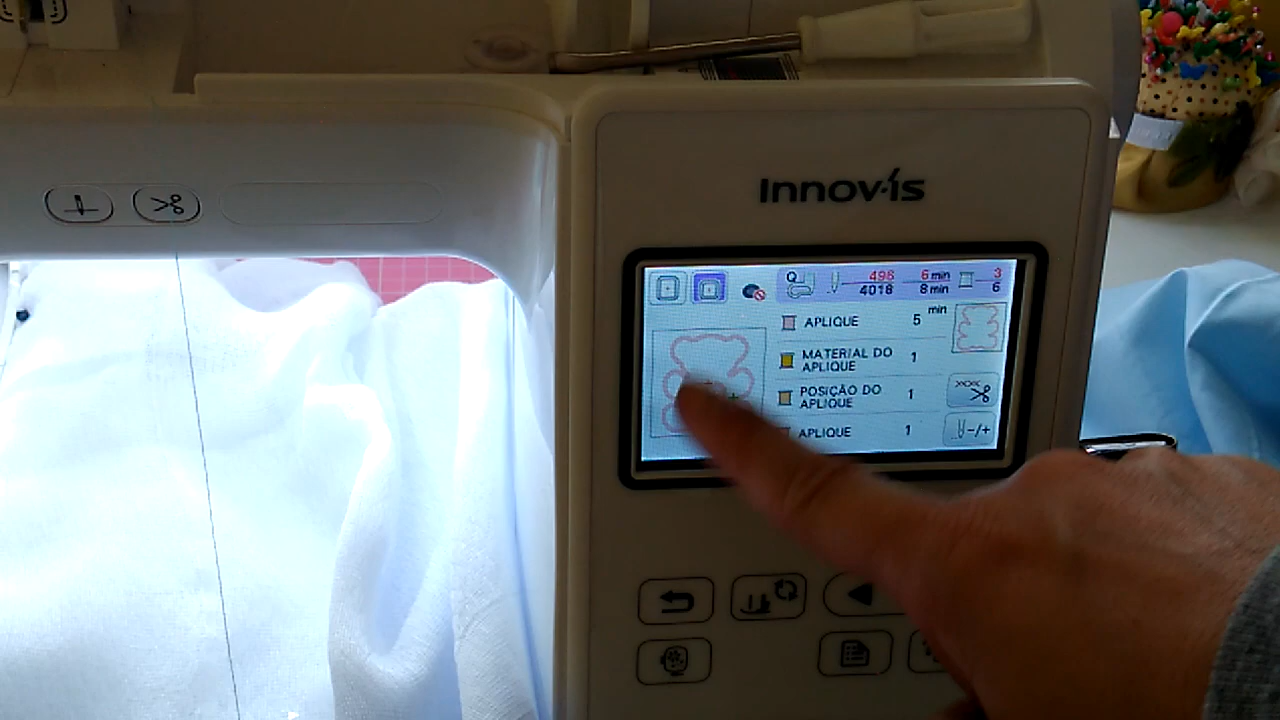 INNOV-ÍS
Q 496 6 min 3
4018 8 min 6
APLIQUE 5 min
MATERIAL DO APLIQUE 1
POSIÇÃO DO APLIQUE 1
APLIQUE 1
-/+